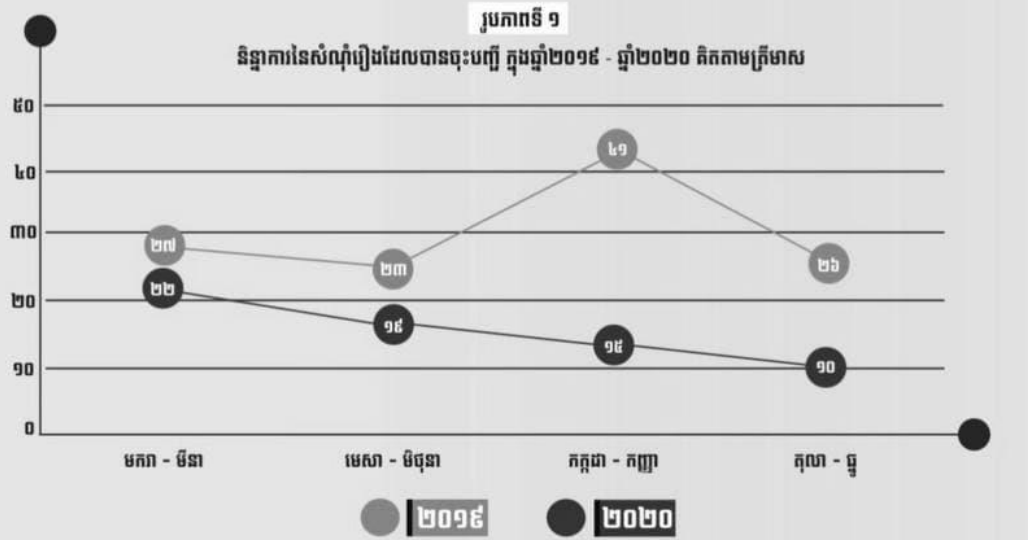 រូបភាពទី ១
និន្នាការនៃសំណុំរឿងដែលបានចុះបញ្ជី ក្នុងឆ្នាំ២០១៩ - ឆ្នាំ២០២០ គិតតាមត្រីមាស
៥០
៤១
៤០
៣០
២៧
២៣
២៦
២២
២០
១៩
១៥
១០
១០
0
មករា - មីនា
មេសា - មិថុនា
កក្កដា - កញ្ញា
តុលា - ធ្នូ
២០១៩
២០២០